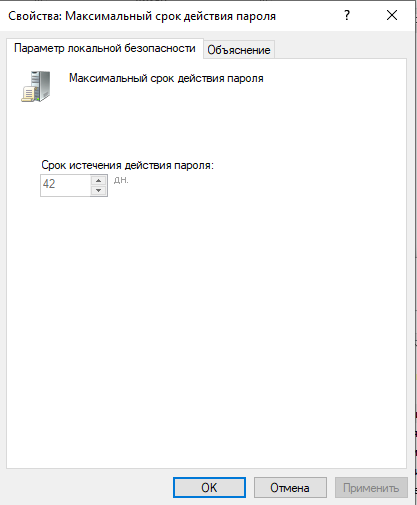 Свойства: Максимальный срок действия пароля ? ×
Параметр локальной безопасности Объяснение
Максимальный срок действия пароля
Срок истечения действия пароля:
42 дн.
OK Отмена Применить